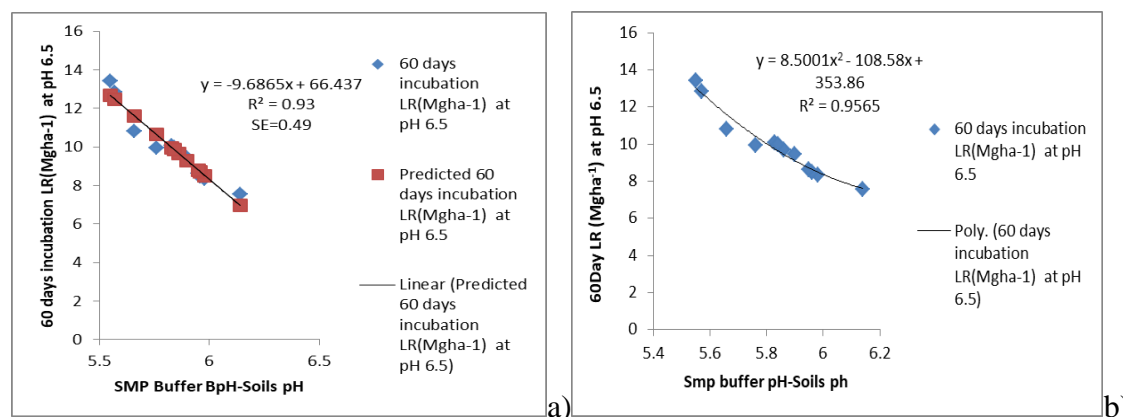 60 days incubation LR(Mgha-1) at pH 6.5
16
14
12
10
8
6
4
2
0
5.5
6
6.5
SMP Buffer BpH-Soils pH
y = -9.6865x + 66.437
R² = 0.93
SE=0.49
60 days
incubation
LR(Mgha-1) at
pH 6.5
Predicted 60
days incubation
LR(Mgha-1) at
pH 6.5
Linear (Predicted
60 days
incubation
LR(Mgha-1) at
pH 6.5)
a)
60Day LR (Mgha-1) at pH 6.5
16
14
12
10
8
6
4
2
0
5.4
5.6
5.8
6
6.2
Smp buffer pH-Soils ph
y = 8.5001x² - 108.58x +
353.86
R² = 0.9565
60 days incubation
LR(Mgha-1) at pH
6.5
Poly. (60 days
incubation
LR(Mgha-1) at pH
6.5)
b)